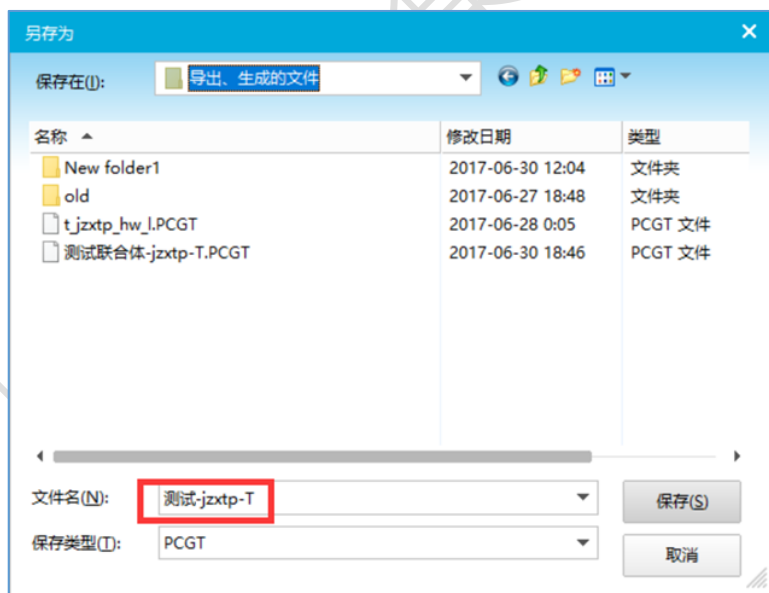 另存为
保存在(I): 导出、生成的文件
名称 修改日期 类型
New folder1 2017-06-30 12:04 文件夹
old 2017-06-27 18:48 文件夹
t_jzxtp_hw_l.PCGT 2017-06-28 0:05 PCGT 文件
测试联合体-jzxtp-T.PCGT 2017-06-30 18:46 PCGT 文件
文件名(N): 测试-jzxtp-T 保存(S)
保存类型(T): PCGT 取消